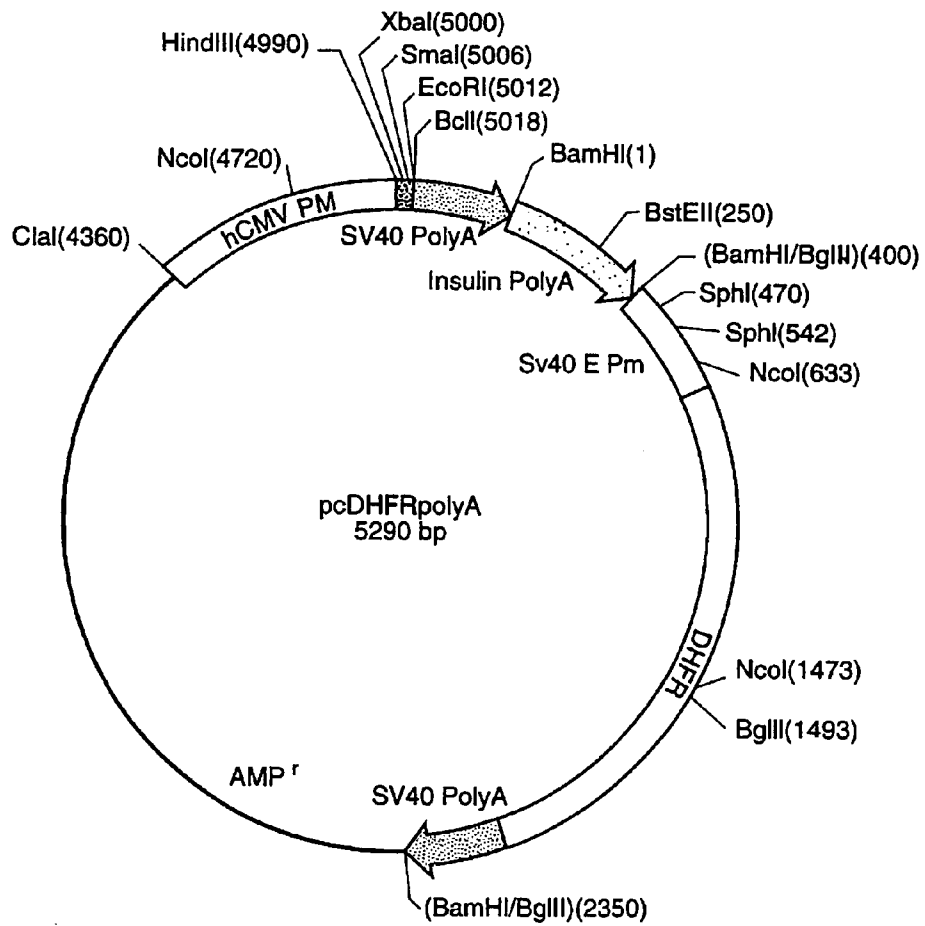 XbaI(5000)
HindIII(4990)
SmaI(5006)
EcoRI(5012)
BclI(5018)
NcoI(4720)
BamHI(1)
hCMV PM
BstEII(250)
ClaI(4360)
SV40 PolyA
(BamHI/BglII)(400)
Insulin PolyA
SphI(470)
SphI(542)
Sv40 E Pm
NcoI(633)
pcDHFRpolyA
5290 bp
DHFR
NcoI(1473)
BglII(1493)
AMP r
SV40 PolyA
(BamHI/BglII)(2350)